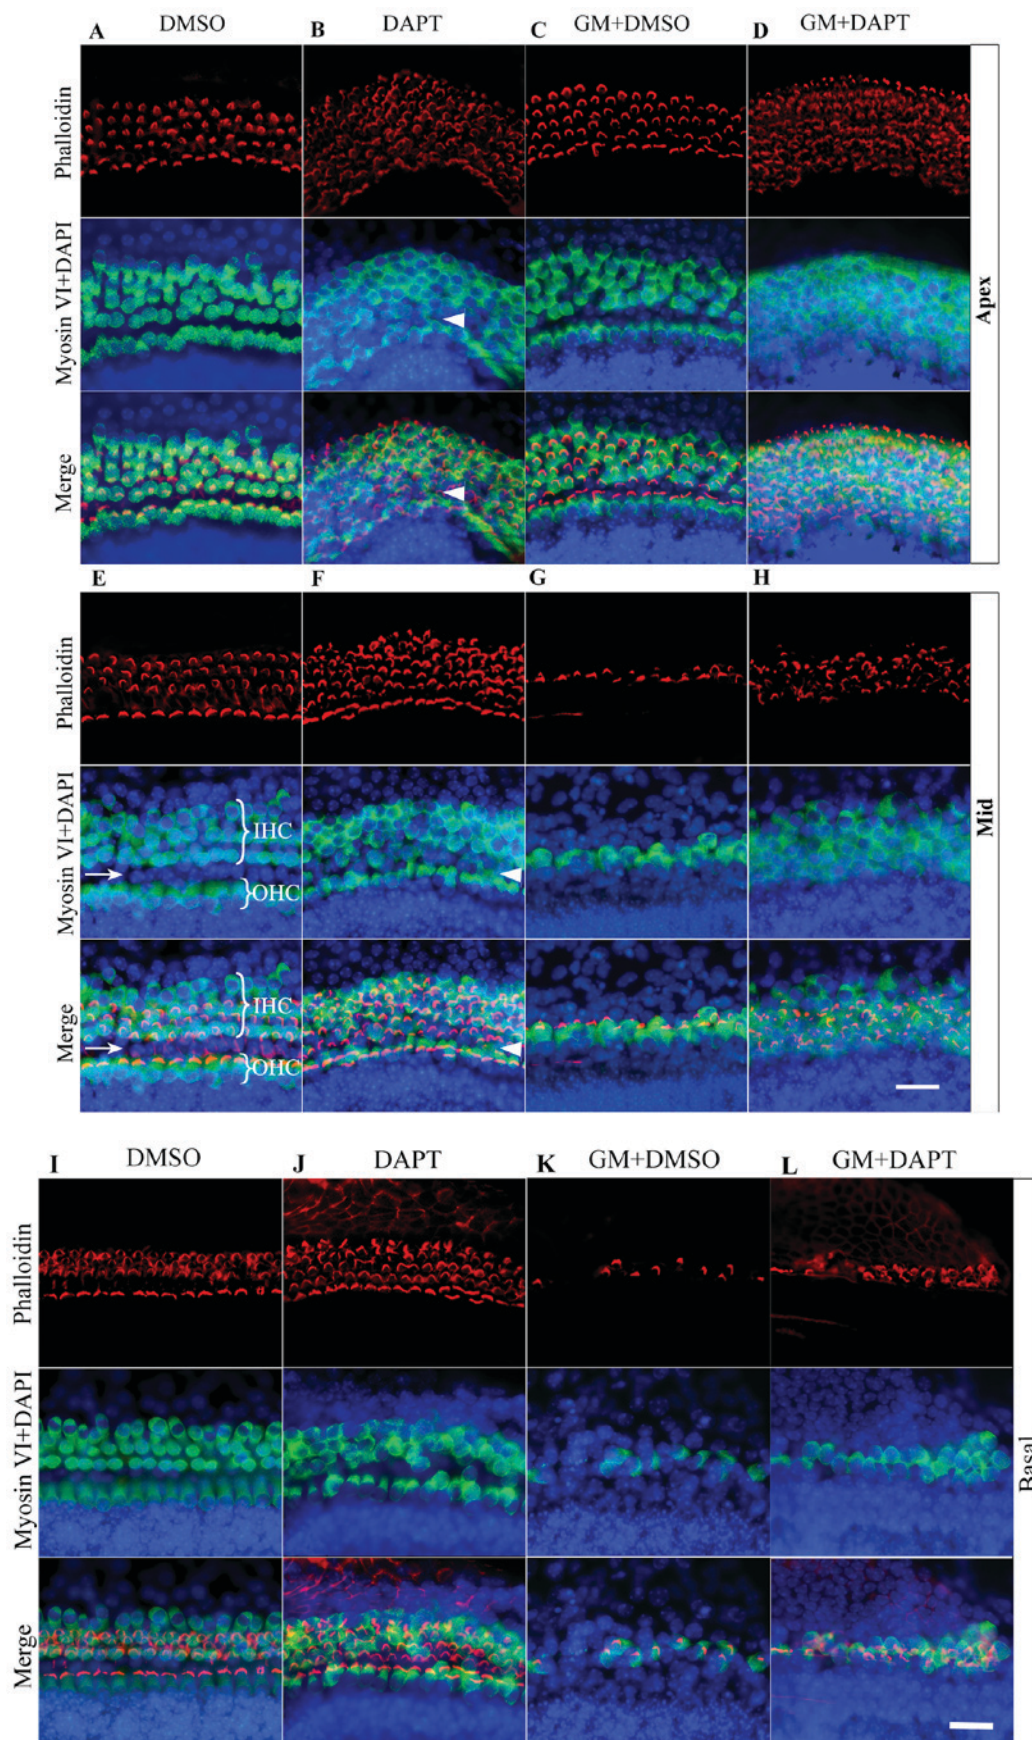 A DMSO B DAPT C GM+DMSO D GM+DAPT
Phalloidin
Myosin VI+DAPI
Merge
Apex
E F G H
Phalloidin
Myosin VI+DAPI
IHC
OHC
Merge
IHC
OHC
Mid
I DMSO J DAPT K GM+DMSO L GM+DAPT
Phalloidin
Myosin VI+DAPI
Merge
Basal